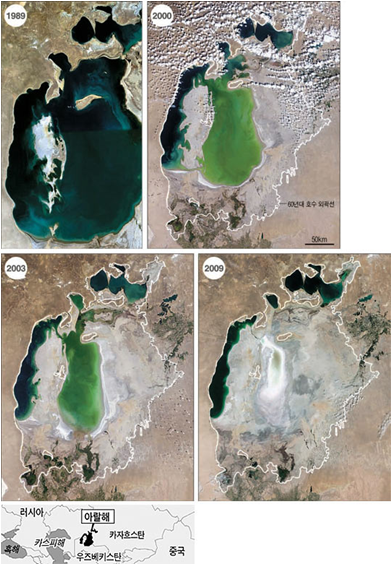 1989
2000
60년대 호수 외곽선
50km
2003
2009
러시아
아랄해
카자흐스탄
흑해
카스피해
우즈베키스탄
중국